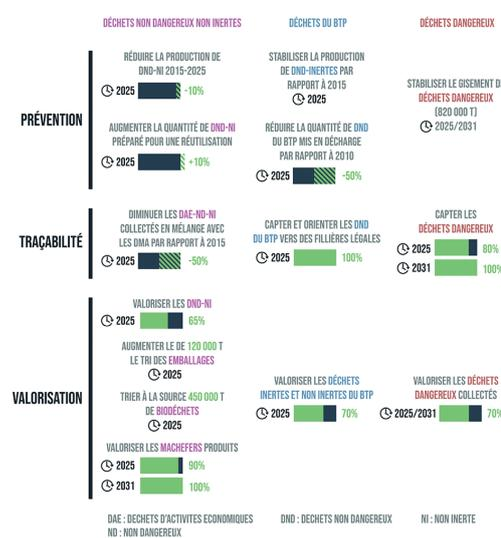 DÉCHETS NON DANGEREUX NON INERTES
DÉCHETS DU BTP
DÉCHETS DANGEREUX
PRÉVENTION
RÉDUIRE LA PRODUCTION DE
DND-NI 2015-2025
2025 -10%
AUGMENTER LA QUANTITÉ DE DND-NI
PRÉPARÉ POUR UNE RÉUTILISATION
2025 +10%
STABILISER LA PRODUCTION
DE DND-INERTES PAR
RAPPORT À 2015
2025
RÉDUIRE LA QUANTITÉ DE DND
DU BTP MIS EN DÉCHARGE
PAR RAPPORT À 2010
2025 -50%
STABILISER LE GISEMENT D
DÉCHETS DANGEREUX
(820 000 T)
2025/2031
TRAÇABILITÉ
DIMINUER LES DAE-ND-NI
COLLECTÉS EN MÉLANGE AVEC
LES DMA PAR RAPPORT À 2015
2025 -50%
CAPTER ET ORIENTER LES DND
DU BTP VERS DES FILLIÈRES LÉGALES
2025 100%
CAPTER LES
DÉCHETS DANGEREUX
2025 80%
2031 100%
VALORISATION
VALORISER LES DND-NI
2025 65%
AUGMENTER LE DE 120 000 T
LE TRI DES EMBALLAGES
2025
TRIER À LA SOURCE 450 000 T
DE BIODÉCHETS
2025
VALORISER LES MACHEFERS PRODUITS
2025 90%
2031 100%
VALORISER LES DÉCHETS
INERTES ET NON INERTES DU BTP
2025 70%
VALORISER LES DÉCHETS
DANGEREUX COLLECTÉS
2025/2031 70%
DAE : DECHETS D'ACTIVITES ECONOMIQUES
DND : DECHETS NON DANGEREUX
NI : NON INERTE
ND : NON DANGEREUX